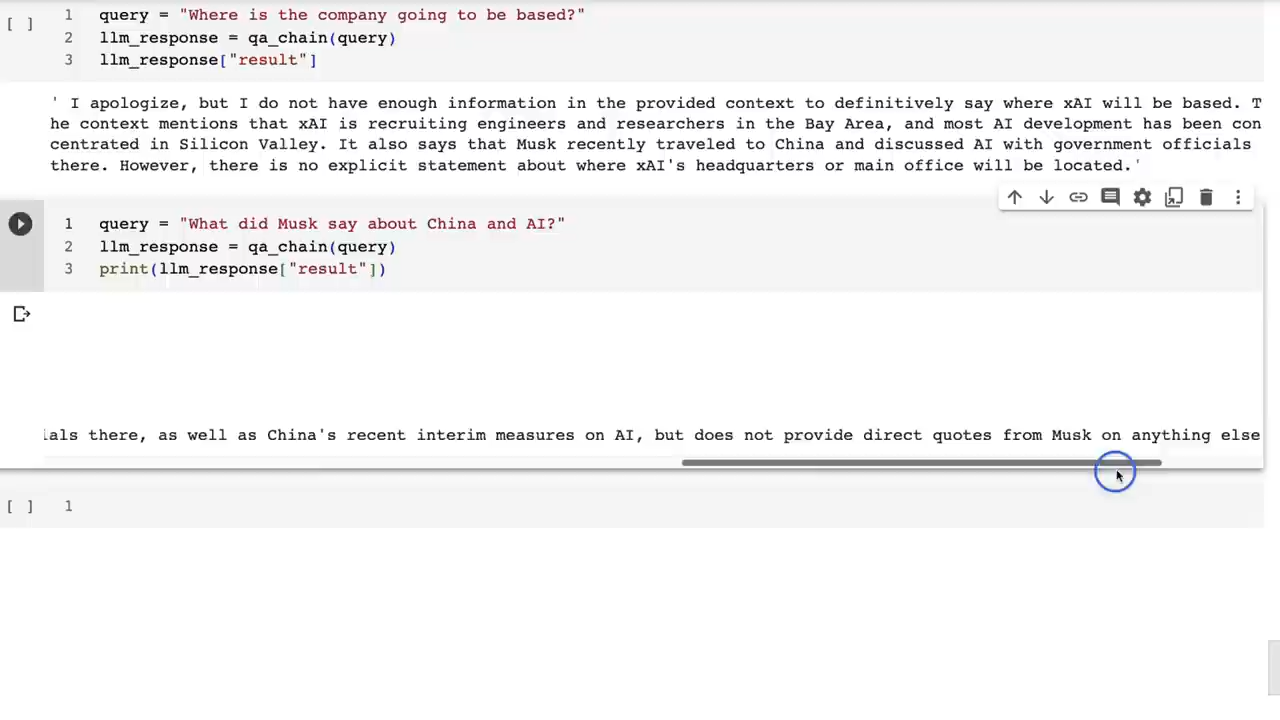 [ ] 1 query = "Where is the company going to be based?"
2 llm_response = qa_chain(query)
3 llm_response["result"]
' I apologize, but I do not have enough information in the provided context to definitively say where xAI will be based. T
he context mentions that xAI is recruiting engineers and researchers in the Bay Area, and most AI development has been con
centrated in Silicon Valley. It also says that Musk recently traveled to China and discussed AI with government officials
there. However, there is no explicit statement about where xAI's headquarters or main office will be located.'
1 query = "What did Musk say about China and AI?"
2 llm_response = qa_chain(query)
3 print(llm_response["result"])
ials there, as well as China's recent interim measures on AI, but does not provide direct quotes from Musk on anything else
[ ] 1